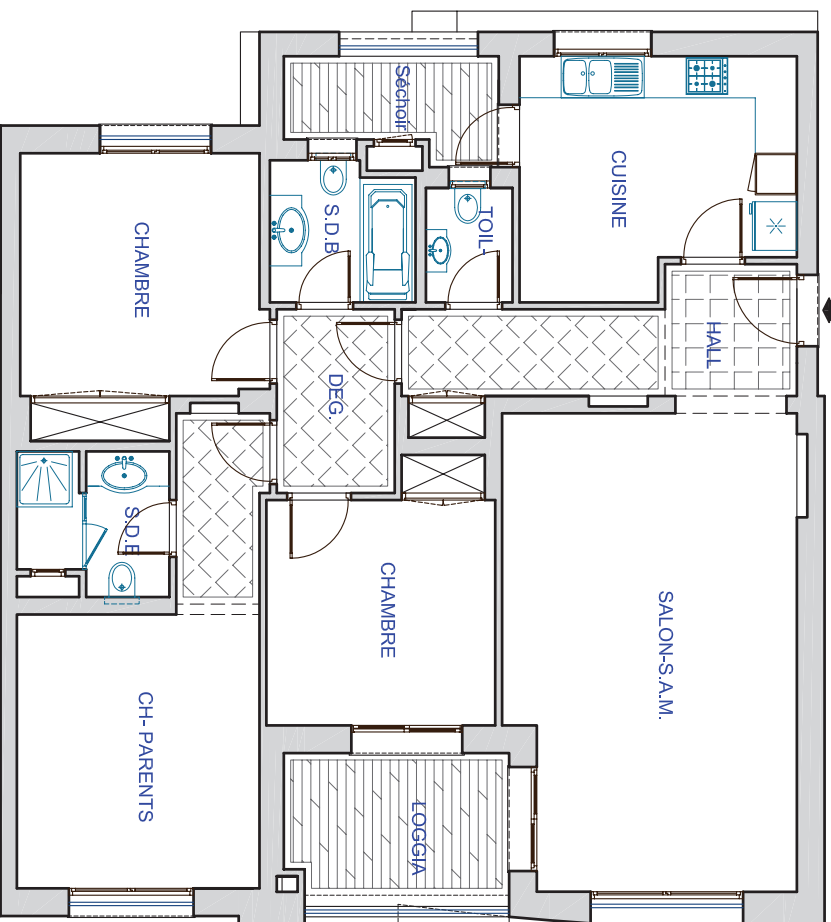 Séchoir
CUISINE
S.D.B
TOIL-
CHAMBRE
HALL
DEG.
S.D.E
CHAMBRE
SALON-S.A.M.
CH- PARENTS
LOGGIA